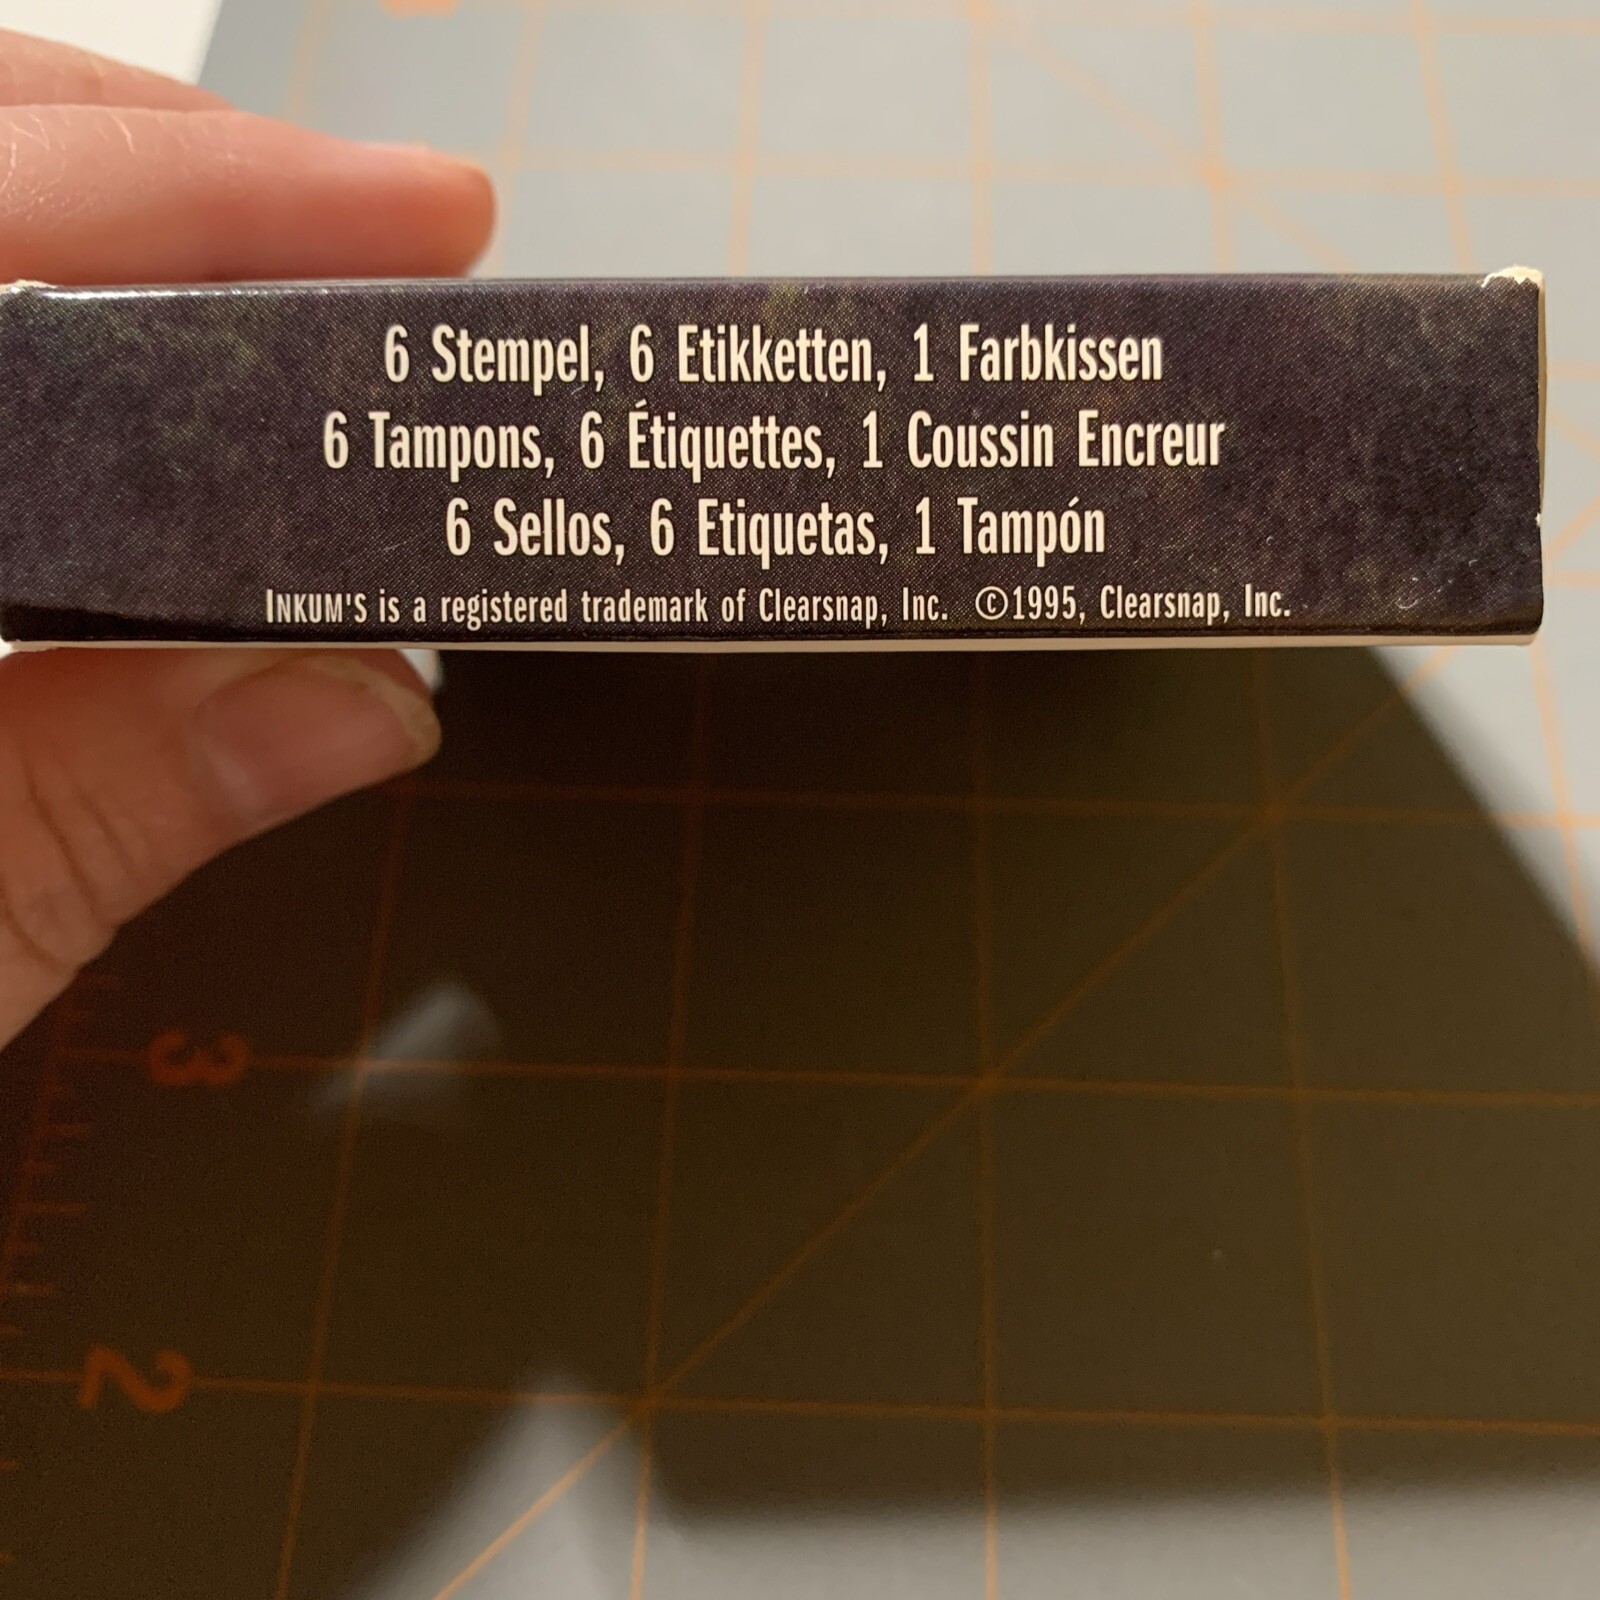 6 Stempel, 6 Etikketten, 1 Farbkissen
6 Tampons, 6 Étiquettes, 1 Coussin Encreur
6 Sellos, 6 Etiquetas, 1 Tampón
INKUM'S is a registered trademark of Clearsnap, Inc. ©1995, Clearsnap, Inc.
3
2